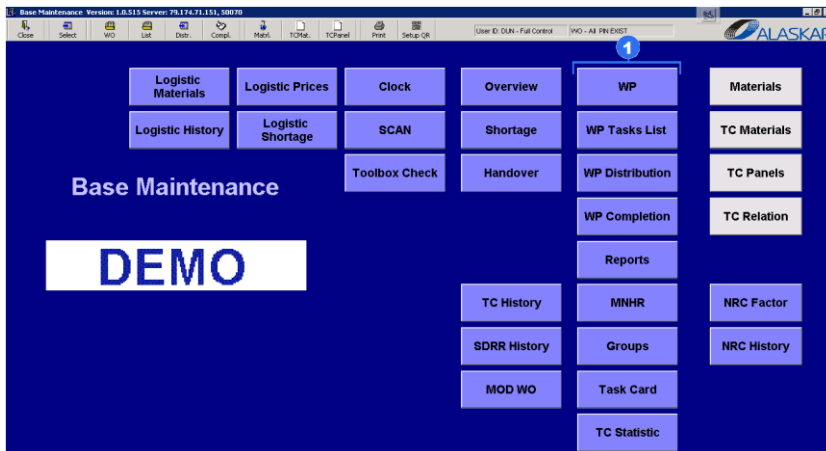 Base Maintenance Version: 1.0.515 Server: 79.174.71.151, 50070
Close Select WO List Distr. Compl. Matrl. TCMat. TCPanel Print Setup QR
User ID: DUN - Full Control WO - All PN EXIST
ALASKAR
1
Logistic Materials
Logistic Prices
Clock
Overview
WP
Materials
Logistic History
Logistic Shortage
SCAN
Shortage
WP Tasks List
TC Materials
Toolbox Check
Handover
WP Distribution
TC Panels
Base Maintenance
WP Completion
TC Relation
DEMO
Reports
TC History
MNHR
NRC Factor
SDRR History
Groups
NRC History
MOD WO
Task Card
TC Statistic